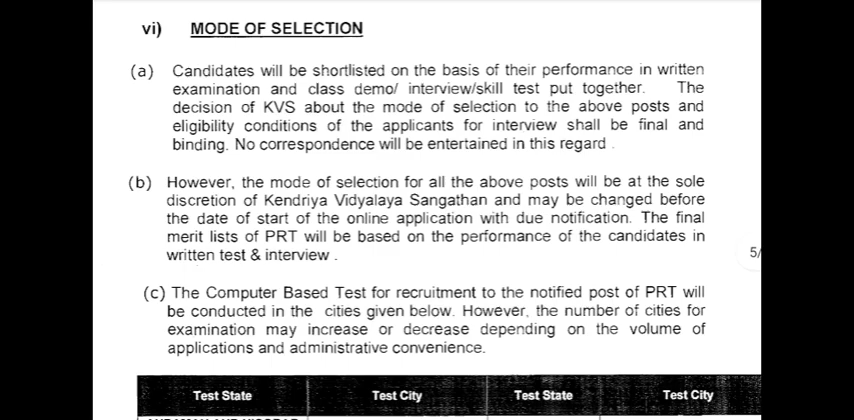 vi) MODE OF SELECTION
(a) Candidates will be shortlisted on the basis of their performance in written
examination and class demo/ interview/skill test put together. The
decision of KVS about the mode of selection to the above posts and
eligibility conditions of the applicants for interview shall be final and
binding. No correspondence will be entertained in this regard .
(b) However, the mode of selection for all the above posts will be at the sole
discretion of Kendriya Vidyalaya Sangathan and may be changed before
the date of start of the online application with due notification. The final
merit lists of PRT will be based on the performance of the candidates in
written test & interview .
5/
(c) The Computer Based Test for recruitment to the notified post of PRT will
be conducted in the cities given below. However, the number of cities for
examination may increase or decrease depending on the volume of
applications and administrative convenience.
Test State Test City Test State Test City